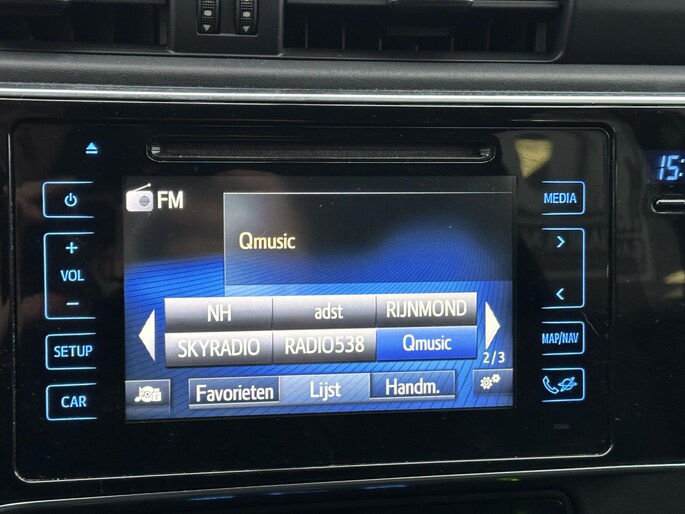 15:
FM
MEDIA
Qmusic
+
VOL
-
NH adst RIJNMOND
SKYRADIO RADIO538 Qmusic
SETUP
MAP/NAV
2/3
Favorieten Lijst Handm.
CAR